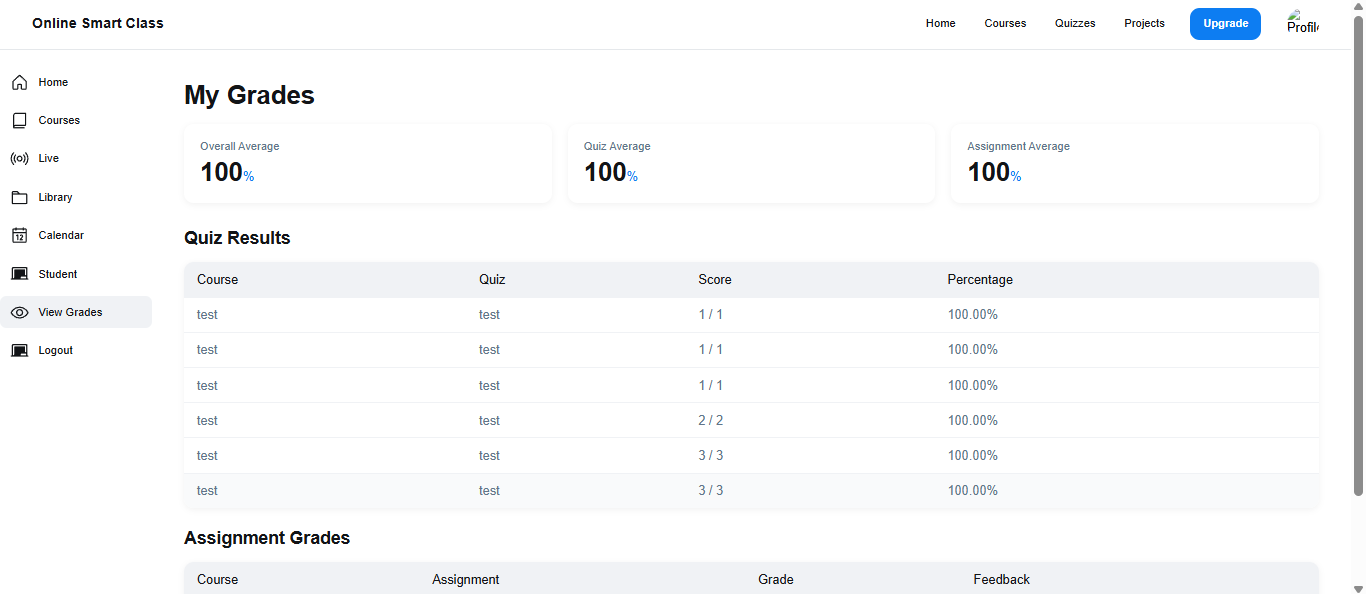 Online Smart Class
Home Courses Quizzes Projects Upgrade Profil
Home
Courses
Live
Library
12 Calendar
Student
View Grades
Logout
My Grades
Overall Average Quiz Average Assignment Average
100% 100% 100%
Quiz Results
Course Quiz Score Percentage
test test 1 / 1 100.00%
test test 1 / 1 100.00%
test test 1 / 1 100.00%
test test 2 / 2 100.00%
test test 3 / 3 100.00%
test test 3 / 3 100.00%
Assignment Grades
Course Assignment Grade Feedback